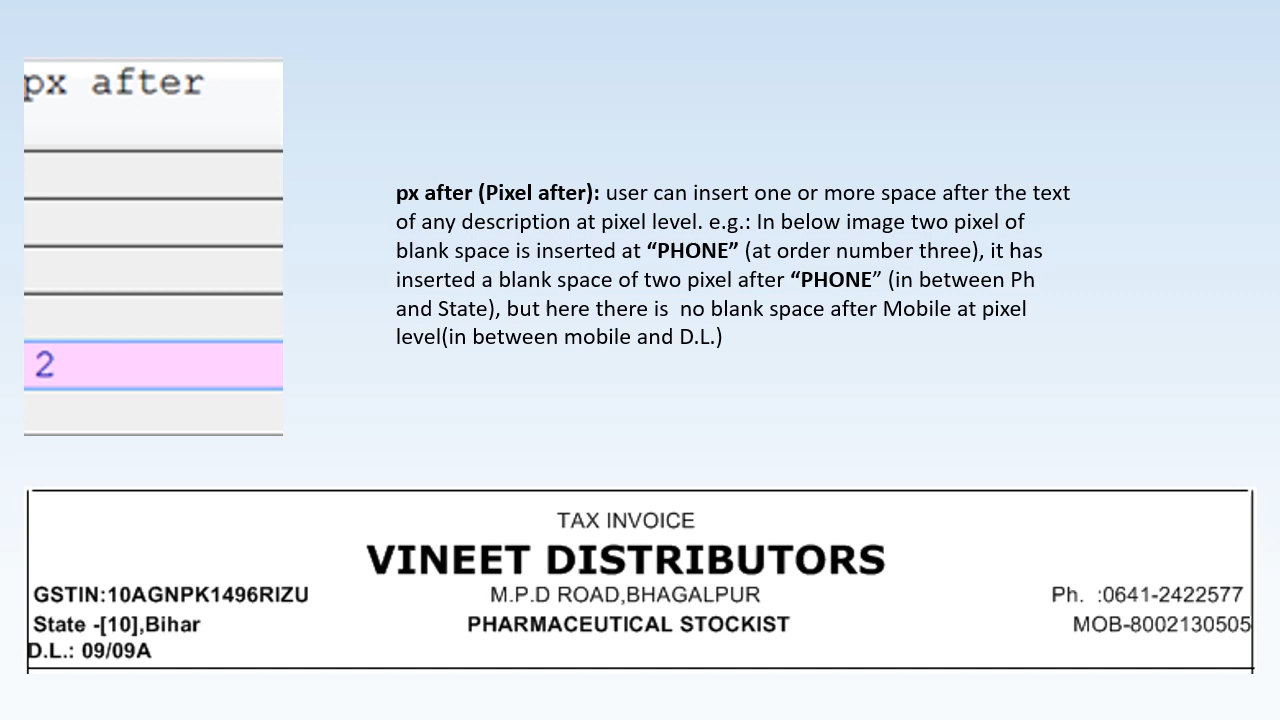 px after
2
px after (Pixel after): user can insert one or more space after the text
of any description at pixel level. e.g.: In below image two pixel of
blank space is inserted at “PHONE” (at order number three), it has
inserted a blank space of two pixel after “PHONE” (in between Ph
and State), but here there is  no blank space after Mobile at pixel
level(in between mobile and D.L.)
TAX INVOICE
VINEET DISTRIBUTORS
GSTIN:10AGNPK1496RIZU M.P.D ROAD,BHAGALPUR Ph.  :0641-2422577
State -[10],Bihar PHARMACEUTICAL STOCKIST MOB-8002130505
D.L.: 09/09A